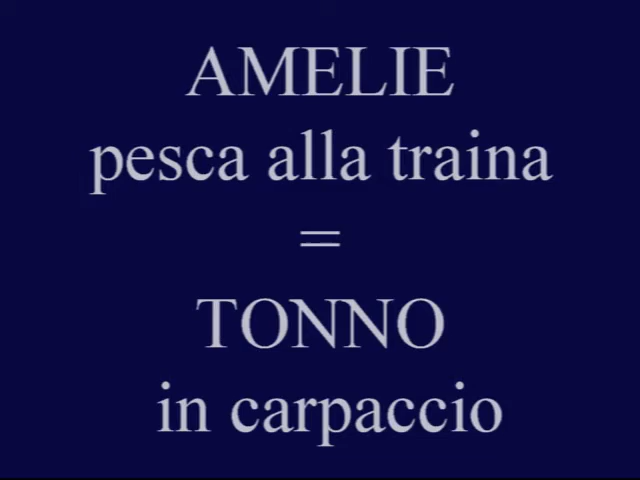 AMELIE
pesca alla traina
=
TONNO
in carpaccio